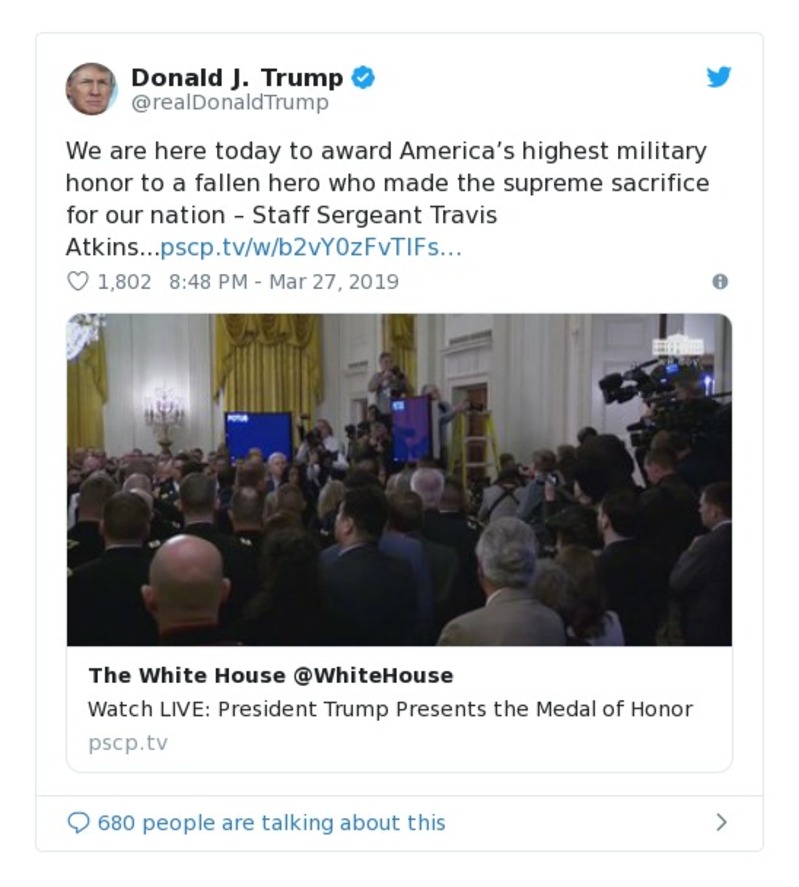 Donald J. Trump
@realDonaldTrump
We are here today to award America’s highest military
honor to a fallen hero who made the supreme sacrifice
for our nation – Staff Sergeant Travis
Atkins...pscp.tv/w/b2vY0zFvTlFs…
1,802 8:48 PM - Mar 27, 2019
POTUS
The White House @WhiteHouse
Watch LIVE: President Trump Presents the Medal of Honor
pscp.tv
680 people are talking about this